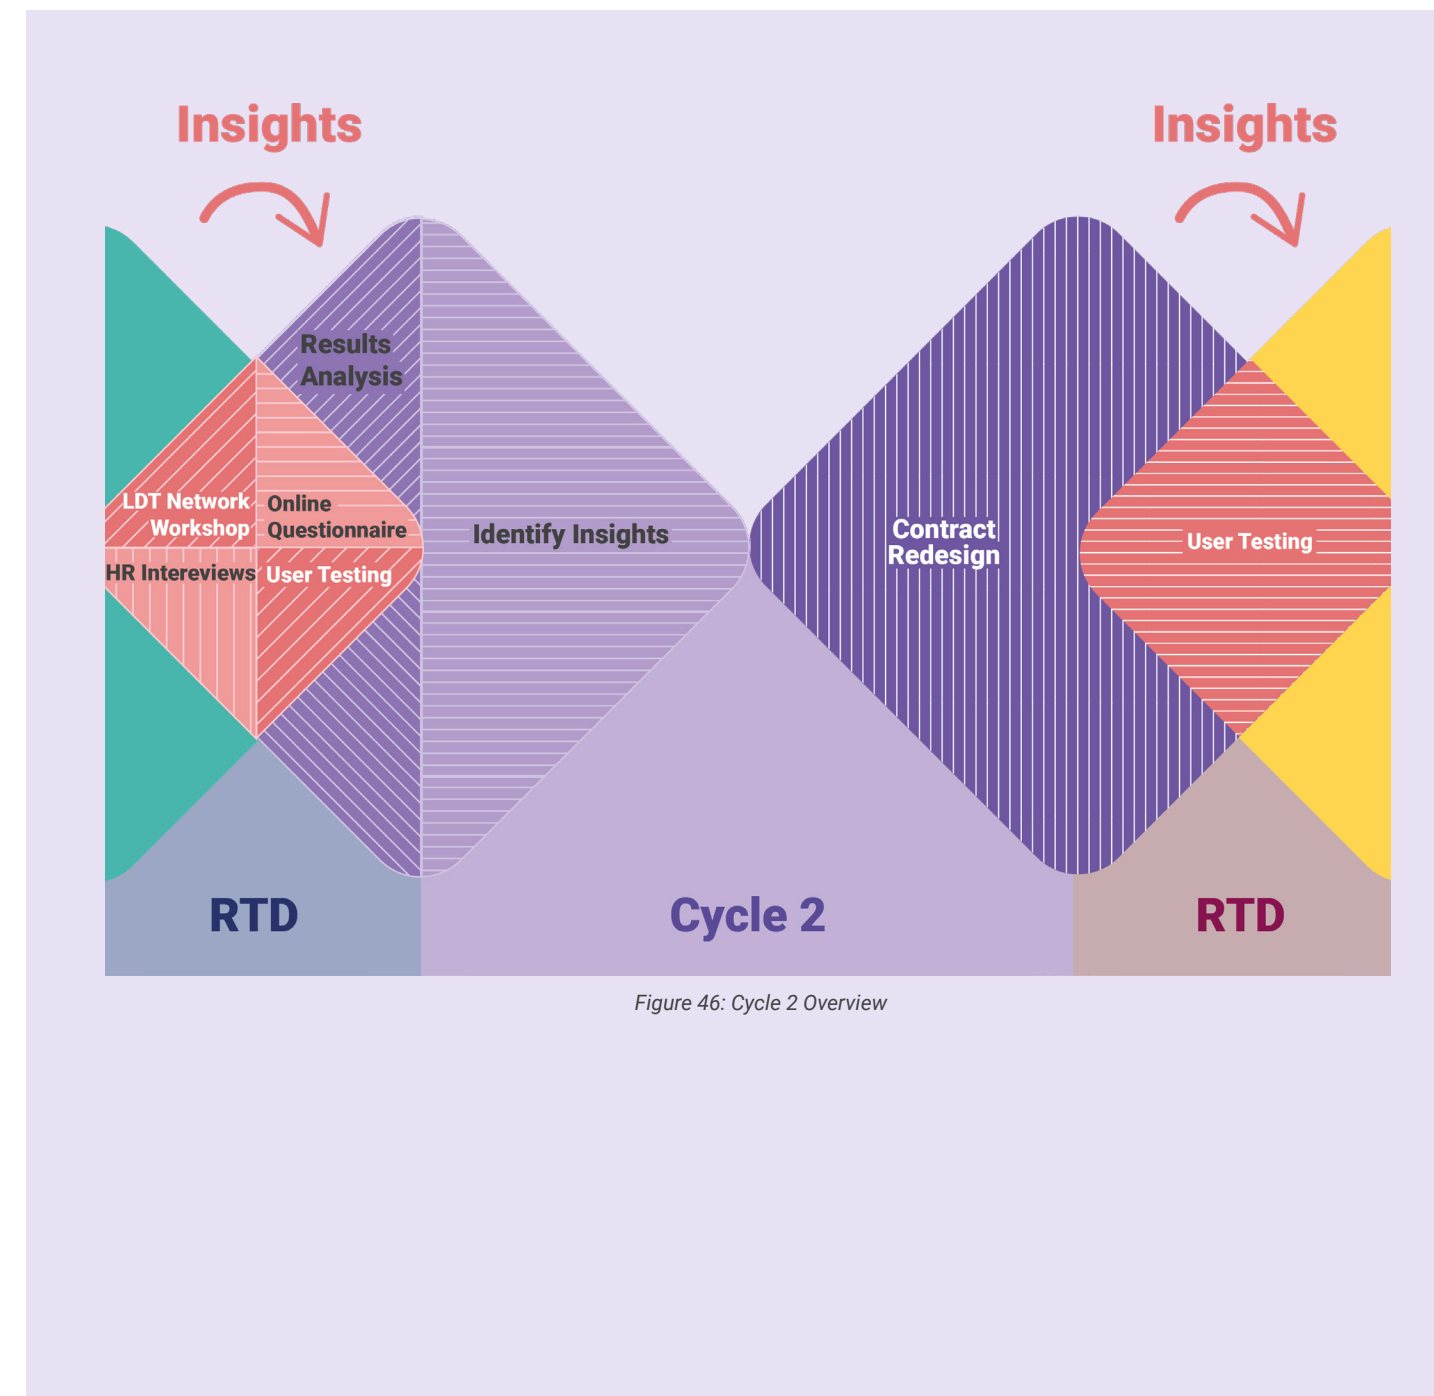 Insights
Insights
Results
Analysis
LDT Network
Workshop
Online
Questionnaire
HR Intereviews
User Testing
Identify Insights
Contract
Redesign
User Testing
RTD
Cycle 2
RTD
Figure 46: Cycle 2 Overview